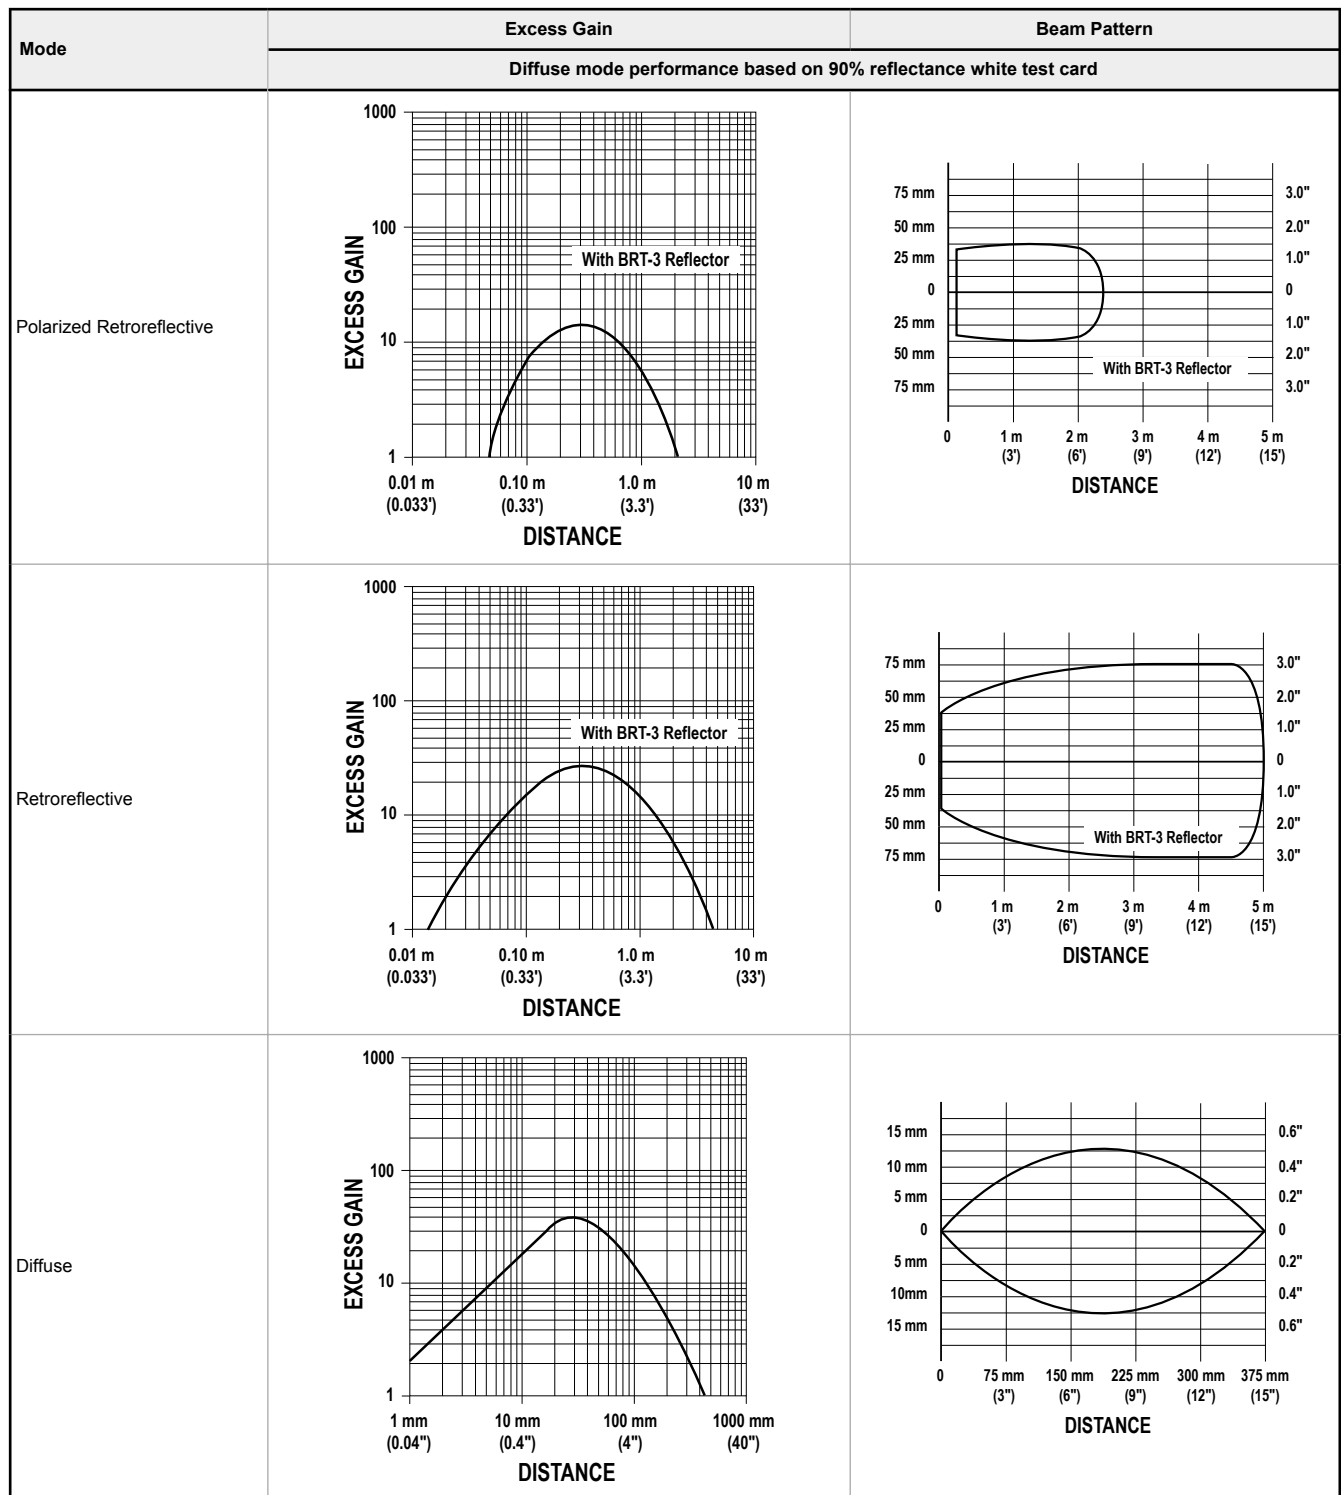 Mode
Excess Gain
Beam Pattern
Diffuse mode performance based on 90% reflectance white test card
Polarized Retroreflective
1000
100
10
1
EXCESS GAIN
With BRT-3 Reflector
0.01 m 0.10 m 1.0 m 10 m
(0.033') (0.33') (3.3') (33')
DISTANCE
75 mm 3.0"
50 mm 2.0"
25 mm 1.0"
0 0
25 mm 1.0"
50 mm 2.0"
With BRT-3 Reflector
75 mm 3.0"
0 1 m 2 m 3 m 4 m 5 m
(3') (6') (9') (12') (15')
DISTANCE
Retroreflective
1000
100
10
1
EXCESS GAIN
With BRT-3 Reflector
0.01 m 0.10 m 1.0 m 10 m
(0.033') (0.33') (3.3') (33')
DISTANCE
75 mm 3.0"
50 mm 2.0"
25 mm 1.0"
0 0
25 mm 1.0"
50 mm 2.0"
With BRT-3 Reflector
75 mm 3.0"
0 1 m 2 m 3 m 4 m 5 m
(3') (6') (9') (12') (15')
DISTANCE
Diffuse
1000
100
10
1
EXCESS GAIN
1 mm 10 mm 100 mm 1000 mm
(0.04") (0.4") (4") (40")
DISTANCE
15 mm 0.6"
10 mm 0.4"
5 mm 0.2"
0 0
5 mm 0.2"
10mm 0.4"
15 mm 0.6"
0 75 mm 150 mm 225 mm 300 mm 375 mm
(3") (6") (9") (12") (15")
DISTANCE